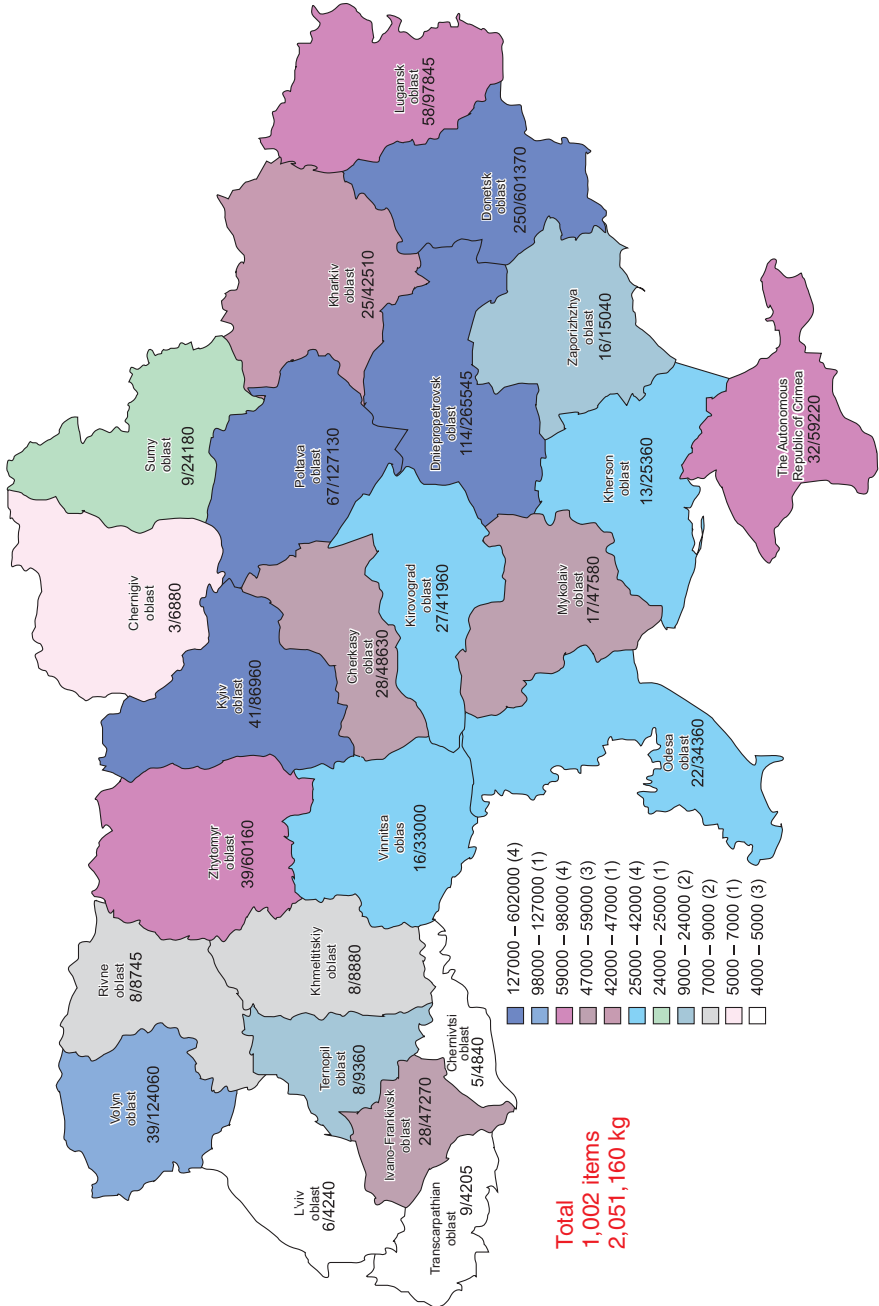 Volyn
oblast
39/124060
Rivne
oblast
8/8745
Zhytomyr
oblast
39/60160
Kyiv
oblast
41/86960
Chernigiv
oblast
3/6880
Sumy
oblast
9/24180
L'viv
oblast
6/4240
Ternopil
oblast
8/9360
Khmeltitskiy
oblast
8/8880
Vinnitsa
oblas
16/33000
Cherkasy
oblast
28/48630
Poltava
oblast
67/127130
Kharkiv
oblast
25/42510
Lugansk
oblast
58/97845
Transcarpathian
oblast
9/4205
Ivano-Frankivsk
oblast
28/47270
Chernivtsi
oblast
5/4840
Kirovograd
oblast
27/41960
Dniepropetrovsk
oblast
114/265545
Donetsk
oblast
250/601370
Odesa
oblast
22/34360
Mykolaiv
oblast
17/47580
Kherson
oblast
13/25360
Zaporizhzhya
oblast
16/15040
The Autonomous
Republic of Crimea
32/59220
127000 – 602000 (4)
98000 – 127000 (1)
59000 – 98000 (4)
47000 – 59000 (3)
42000 – 47000 (1)
25000 – 42000 (4)
24000 – 25000 (1)
9000 – 24000 (2)
7000 – 9000 (2)
5000 – 7000 (1)
4000 – 5000 (3)
Total
1,002 items
2,051,160 kg